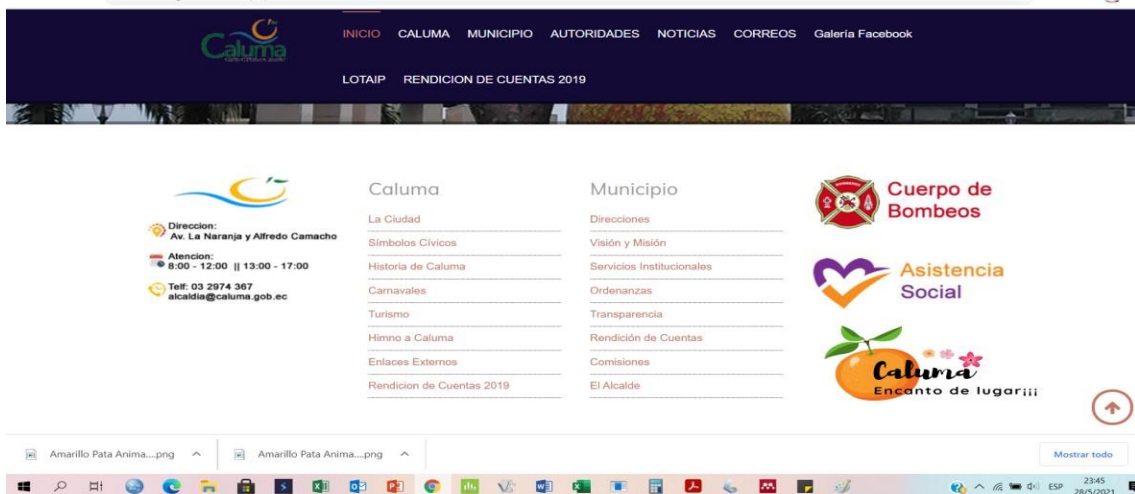 Caluma
INICIO CALUMA MUNICIPIO AUTORIDADES NOTICIAS CORREOS Galería Facebook
LOTAIP RENDICION DE CUENTAS 2019
Direccion:
Av. La Naranja y Alfredo Camacho
Atencion:
8:00 - 12:00 || 13:00 - 17:00
Telf: 03 2974 367
alcaldia@caluma.gob.ec
Caluma
La Ciudad
Símbolos Cívicos
Historia de Caluma
Carnavales
Turismo
Himno a Caluma
Enlaces Externos
Rendicion de Cuentas 2019
Municipio
Direcciones
Visión y Misión
Servicios Institucionales
Ordenanzas
Transparencia
Rendición de Cuentas
Comisiones
El Alcalde
Cuerpo de
Bombeos
Asistencia
Social
Caluma
Encanto de lugar¡¡¡
Amarillo Pata Anima....png
Amarillo Pata Anima....png
Mostrar todo
ESP
23:45
28/5/2021